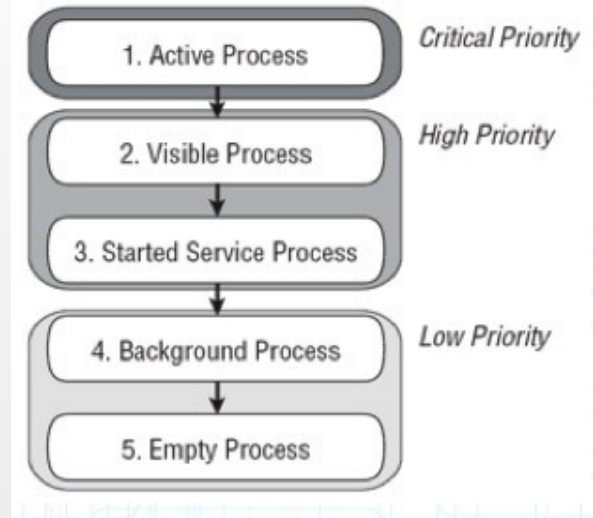 1. Active Process
Critical Priority
2. Visible Process
High Priority
3. Started Service Process
4. Background Process
Low Priority
5. Empty Process